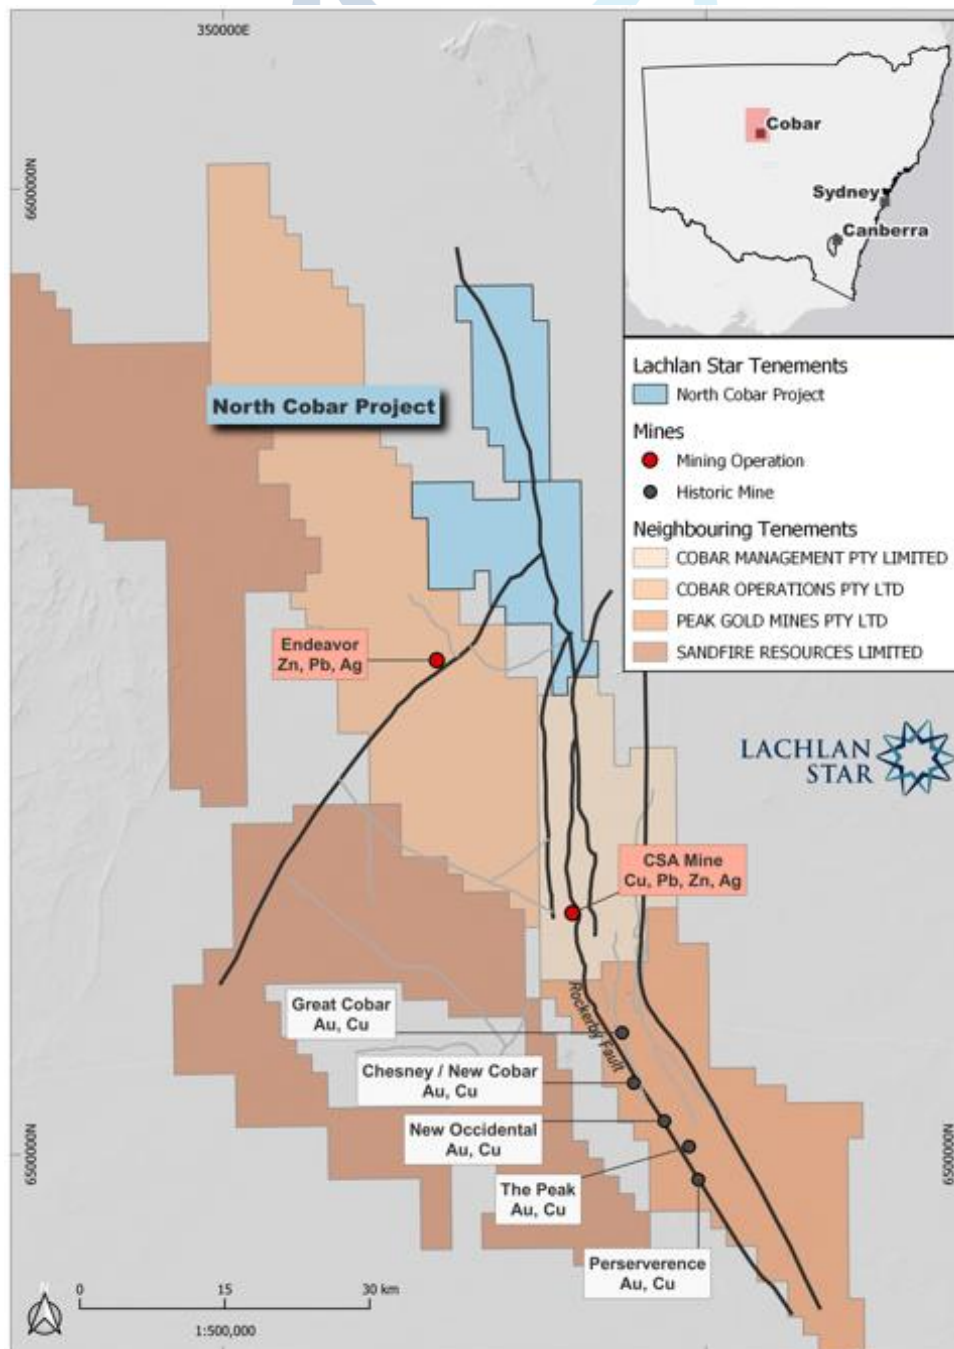 350000E
6600000N
Cobar
Sydney
Canberra
Lachlan Star Tenements
North Cobar Project
Mines
Mining Operation
Historic Mine
Neighbouring Tenements
COBAR MANAGEMENT PTY LIMITED
COBAR OPERATIONS PTY LTD
PEAK GOLD MINES PTY LTD
SANDFIRE RESOURCES LIMITED
North Cobar Project
Endeavor
Zn, Pb, Ag
LACHLAN
STAR
CSA Mine
Cu, Pb, Zn, Ag
Rockerby Fault
Great Cobar
Au, Cu
Chesney / New Cobar
Au, Cu
New Occidental
Au, Cu
The Peak
Au, Cu
Perserverence
Au, Cu
6500000N
6500000N
N
0 15 30 km
1:500,000